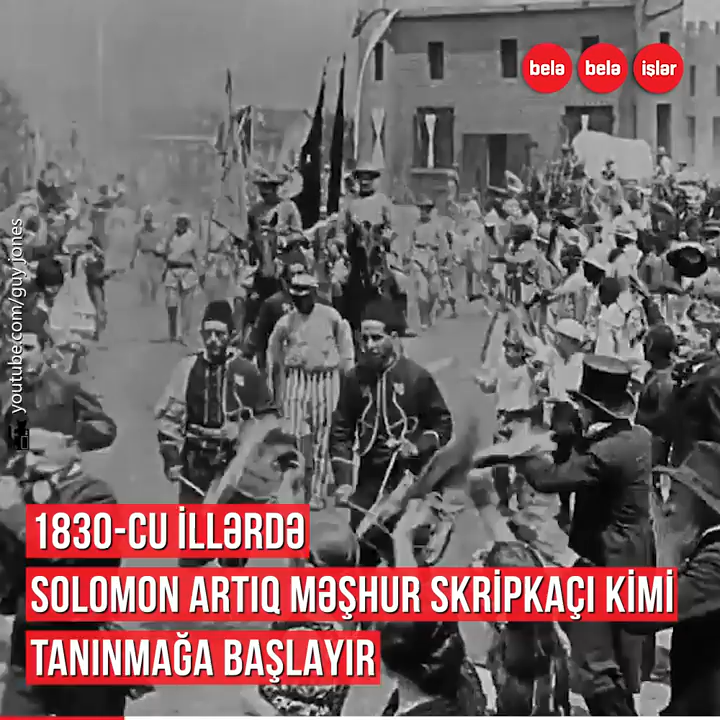 belə belə işlər
youtube.com/guy jones
1830-CU İLLƏRDƏ
SOLOMON ARTIQ MƏŞHUR SKRİPKAÇI KİMİ
TANINMAĞA BAŞLAYIR